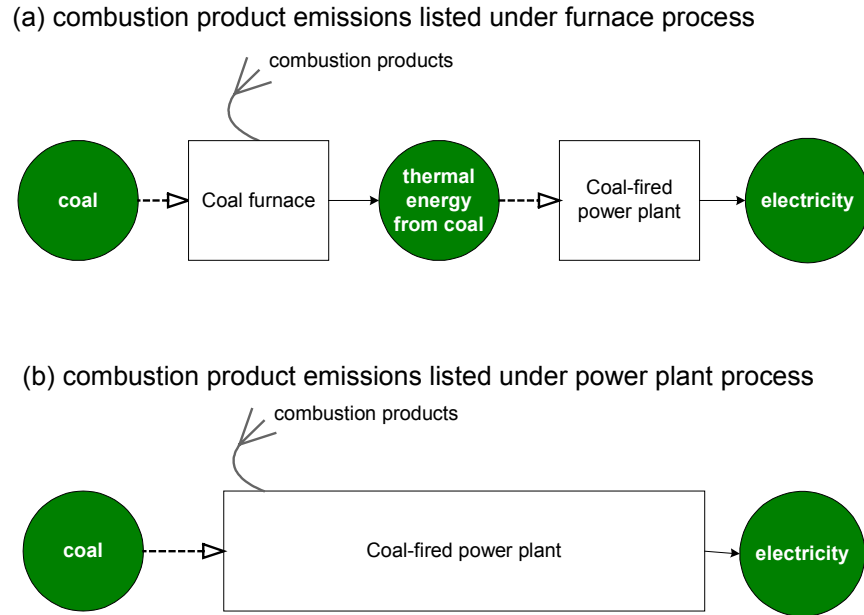 (a) combustion product emissions listed under furnace process
combustion products
coal
Coal furnace
thermal
energy
from coal
Coal-fired
power plant
electricity
(b) combustion product emissions listed under power plant process
combustion products
coal
Coal-fired power plant
electricity